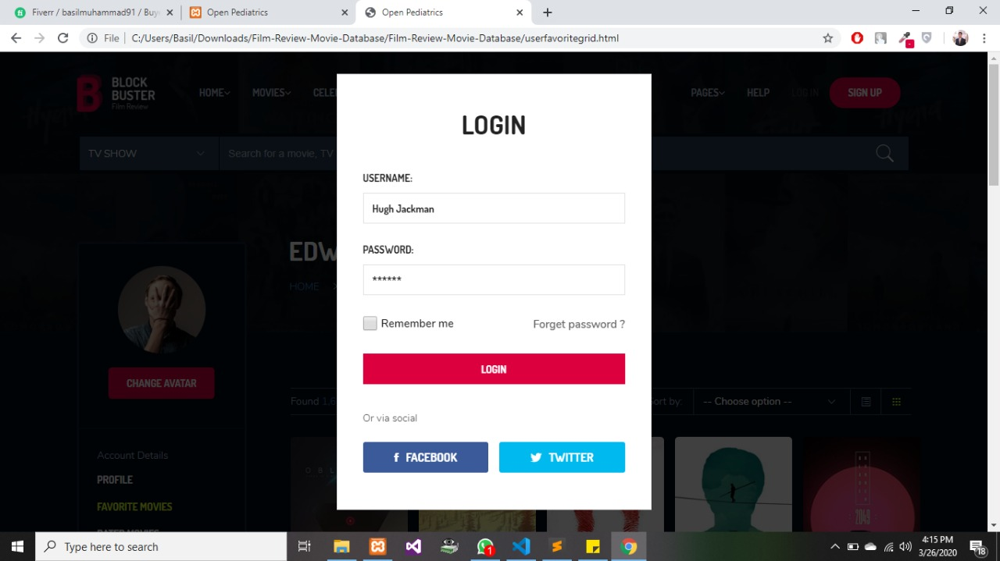 Fiverr / basilmuhammad91 / Buy
Open Pediatrics
Open Pediatrics
File
C:/Users/Basil/Downloads/Film-Review-Movie-Database/Film-Review-Movie-Database/userfavoritegrid.html
BLOCK
BUSTER
Film Review
HOME
MOVIES
CELE
PAGES
HELP
LOG IN
SIGN UP
TV SHOW
Search for a movie, TV
LOGIN
USERNAME:
Hugh Jackman
PASSWORD:
******
Remember me
Forget password ?
LOGIN
Or via social
f FACEBOOK
TWITTER
EDW
HOME
CHANGE AVATAR
Found 1,6
Sort by:
-- Choose option --
Account Details
PROFILE
FAVORITE MOVIES
RATED MOVIES
2049
Type here to search
1
4:15 PM
3/26/2020
18